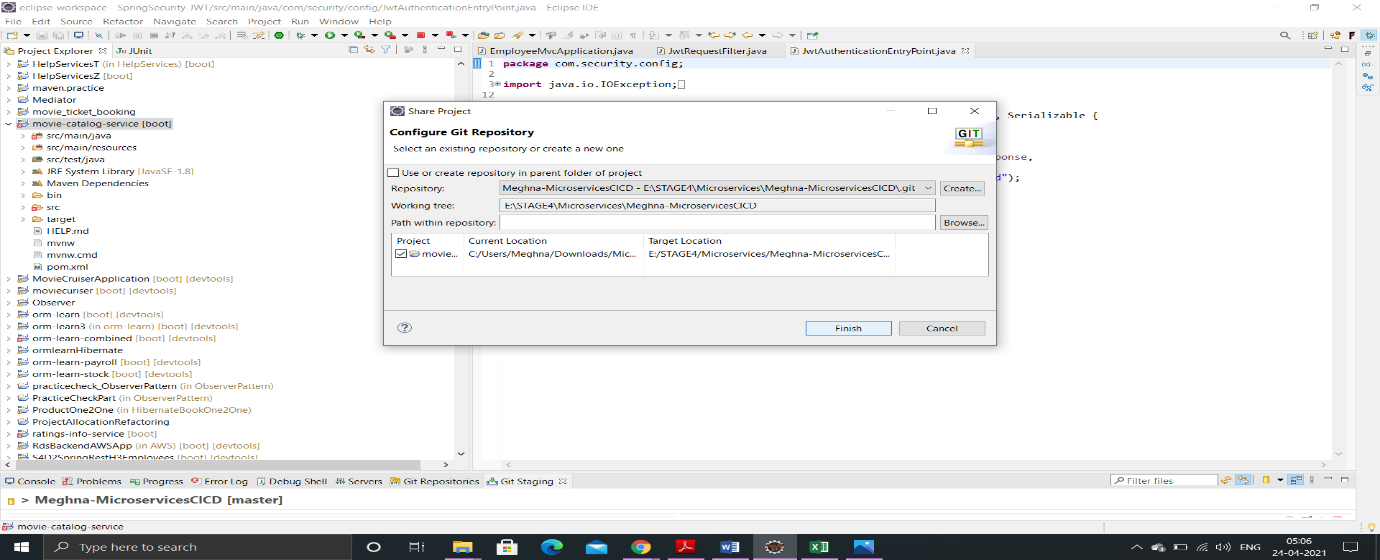 eclipse-workspace - SpringSecurity-JWT/src/main/java/com/security/config/JwtAuthenticationEntryPoint.java - Eclipse IDE
File Edit Source Refactor Navigate Search Project Run Window Help
Project Explorer JUnit
EmployeeMvcApplication.java JwtRequestFilter.java JwtAuthenticationEntryPoint.java
HelpServicesT (in HelpServices) [boot]
HelpServicesZ [boot]
maven.practice
Mediator
movie_ticket_booking
movie-catalog-service [boot]
src/main/java
src/main/resources
src/test/java
JRE System Library [JavaSE-1.8]
Maven Dependencies
bin
src
target
HELP.md
mvnw
mvnw.cmd
pom.xml
MovieCruiserApplication [boot] [devtools]
moviecuriser [boot] [devtools]
Observer
orm-learn [boot] [devtools]
orm-learn3 (in orm-learn) [boot] [devtools]
orm-learn-combined [boot] [devtools]
ormlearnHibernate
orm-learn-payroll [boot] [devtools]
orm-learn-stock [boot] [devtools]
practicecheck_ObserverPattern (in ObserverPattern)
PracticeCheckPart (in ObserverPattern)
ProductOne2One (in HibernateBookOne2One)
ProjectAllocationRefactoring
ratings-info-service [boot]
RdsBackendAWSApp (in AWS) [boot] [devtools]
S4D2SpringRestH3Employees [boot] [devtools]
1 package com.security.config;
2
3 import java.io.IOException;
12
, Serializable {
ponse,
d");
Share Project
Configure Git Repository
Select an existing repository or create a new one
GIT
Use or create repository in parent folder of project
Repository: Meghna-MicroservicesCICD - E:\STAGE4\Microservices\Meghna-MicroservicesCICD\.git Create...
Working tree: E:\STAGE4\Microservices\Meghna-MicroservicesCICD
Path within repository: Browse...
Project Current Location Target Location
movie... C:/Users/Meghna/Downloads/Mic... E:/STAGE4/Microservices/Meghna-MicroservicesC...
Finish Cancel
Console Problems Progress Error Log Debug Shell Servers Git Repositories Git Staging
Filter files
> Meghna-MicroservicesCICD [master]
movie-catalog-service
Type here to search
ENG
05:06
24-04-2021